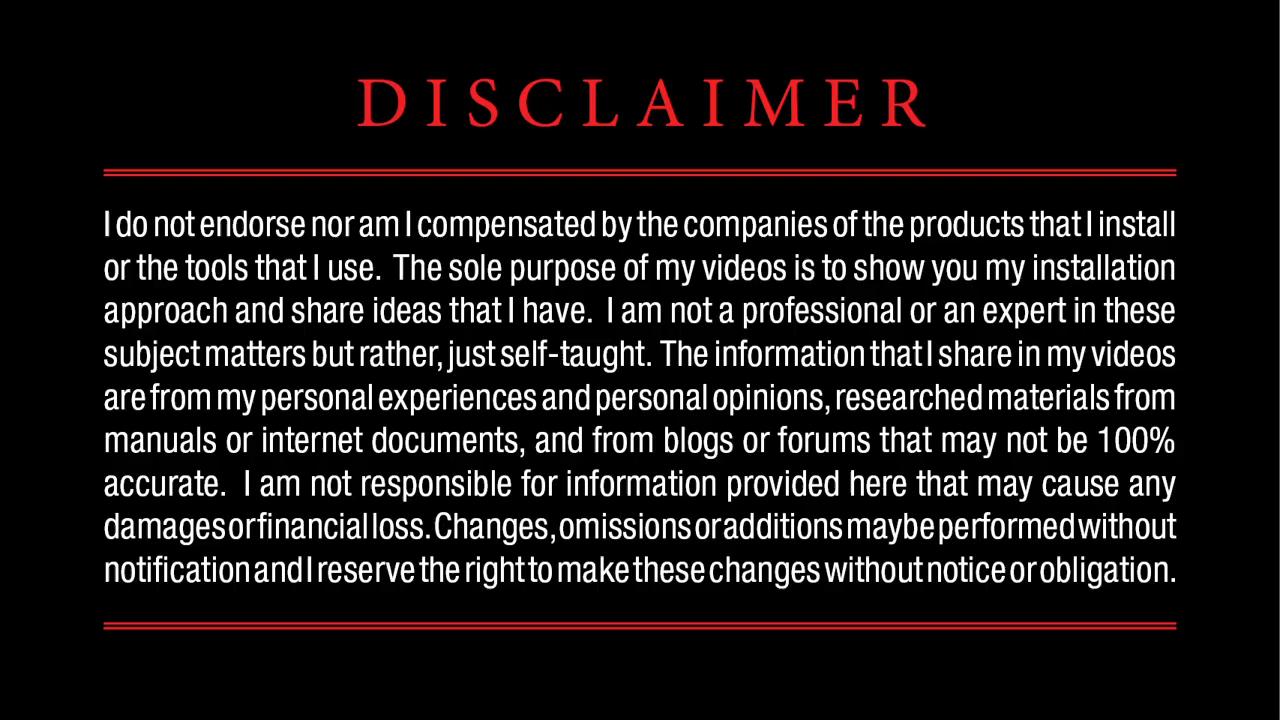 DISCLAIMER
I do not endorse nor am I compensated by the companies of the products that I install
or the tools that I use.  The sole purpose of my videos is to show you my installation
approach and share ideas that I have.  I am not a professional or an expert in these
subject matters but rather, just self-taught.  The information that I share in my videos
are from my personal experiences and personal opinions, researched materials from
manuals or internet documents, and from blogs or forums that may not be 100%
accurate.  I am not responsible for information provided here that may cause any
damages or financial loss. Changes, omissions or additions may be performed without
notification and I reserve the right to make these changes without notice or obligation.